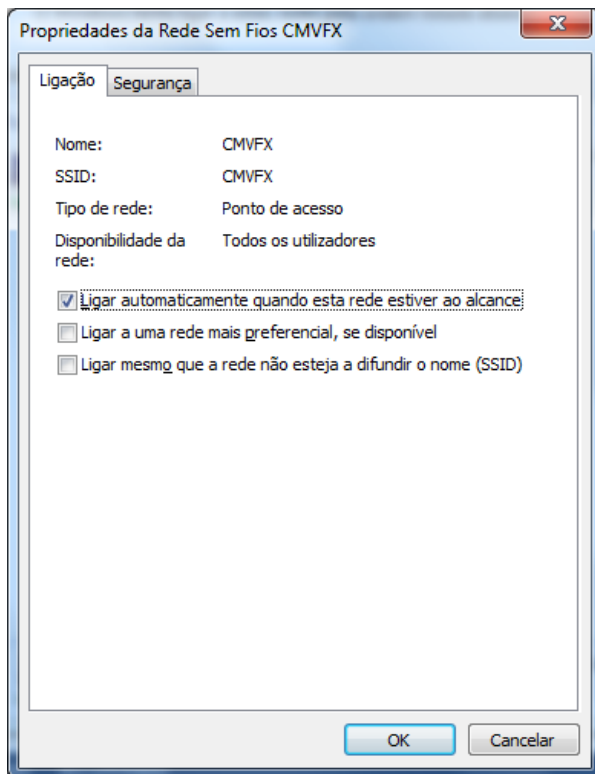 Propriedades da Rede Sem Fios CMVFX
Ligação Segurança
Nome: CMVFX
SSID: CMVFX
Tipo de rede: Ponto de acesso
Disponibilidade da Todos os utilizadores
rede:
Ligar automaticamente quando esta rede estiver ao alcance
Ligar a uma rede mais preferencial, se disponível
Ligar mesmo que a rede não esteja a difundir o nome (SSID)
OK Cancelar